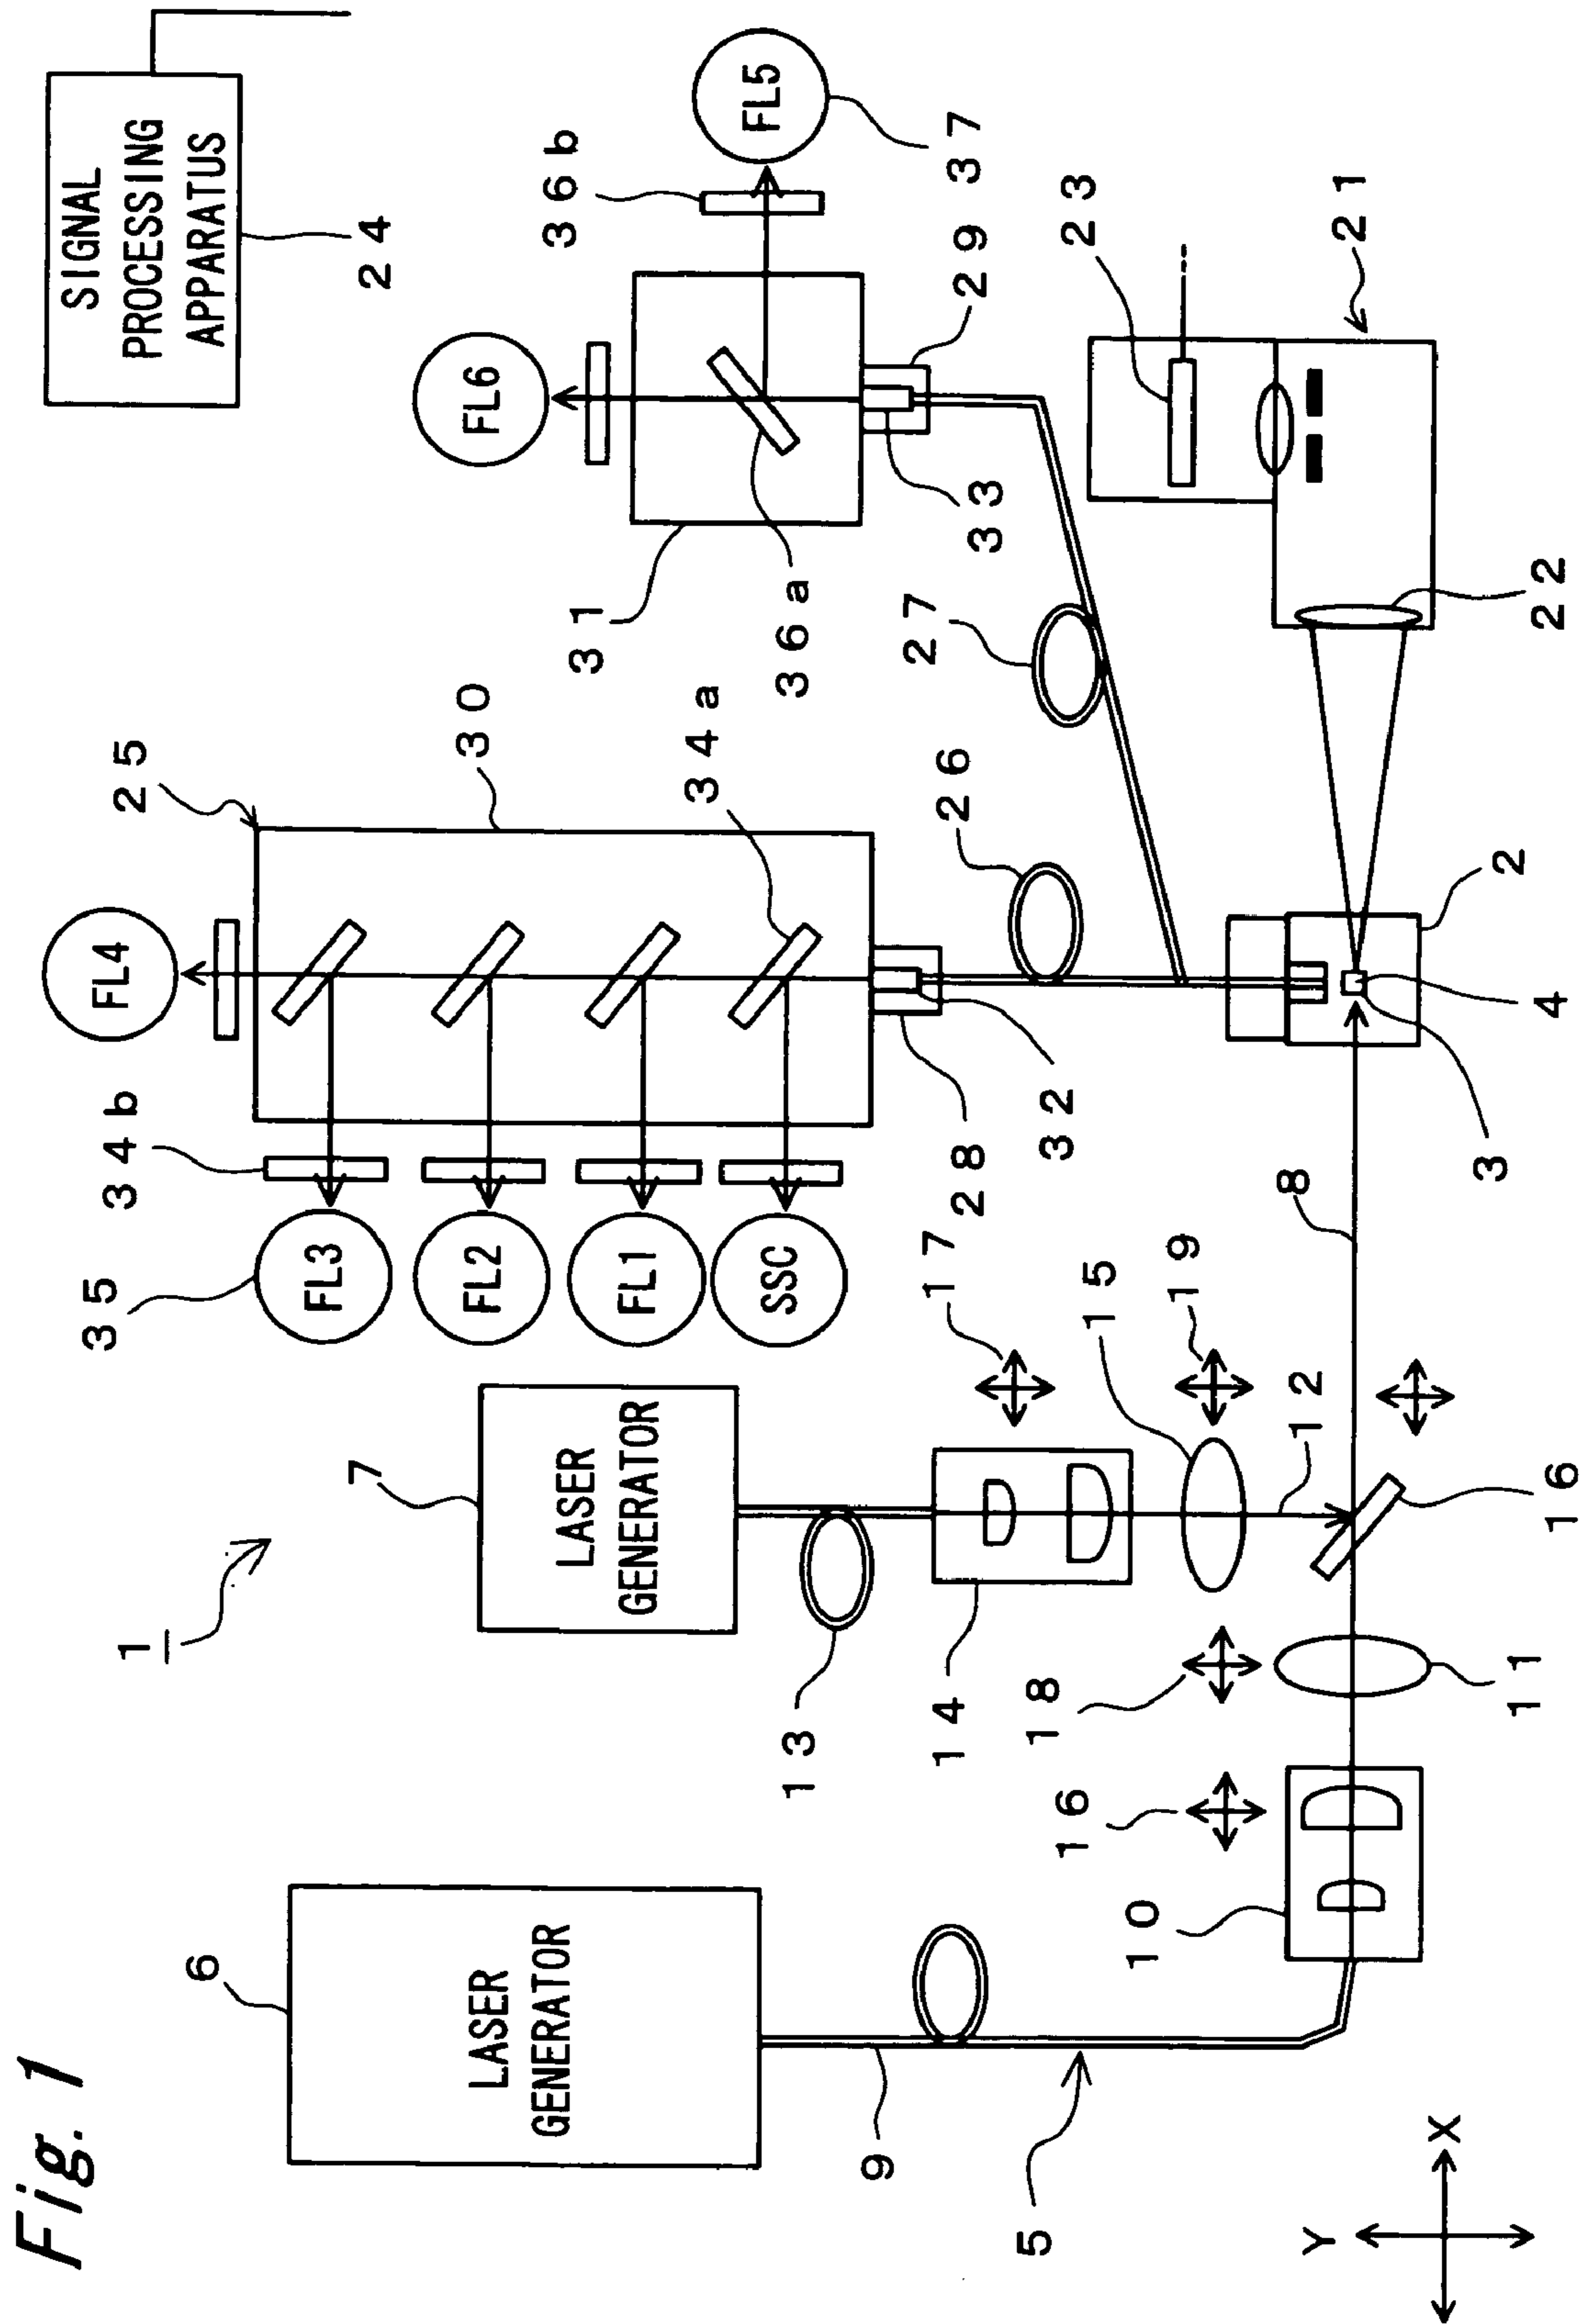 Fig. 1
SIGNAL
PROCESSING
APPARATUS
24
FL5
37
36b
FL6
29
33
31
36a
23
21
22
27
25
30
34a
26
FL4
34b
35
FL3
FL2
FL1
SSC
28
32
2
4
3
8
1
7
LASER
GENERATOR
17
15
19
12
16
13
14
18
11
16
10
6
LASER
GENERATOR
9
5
Y
X